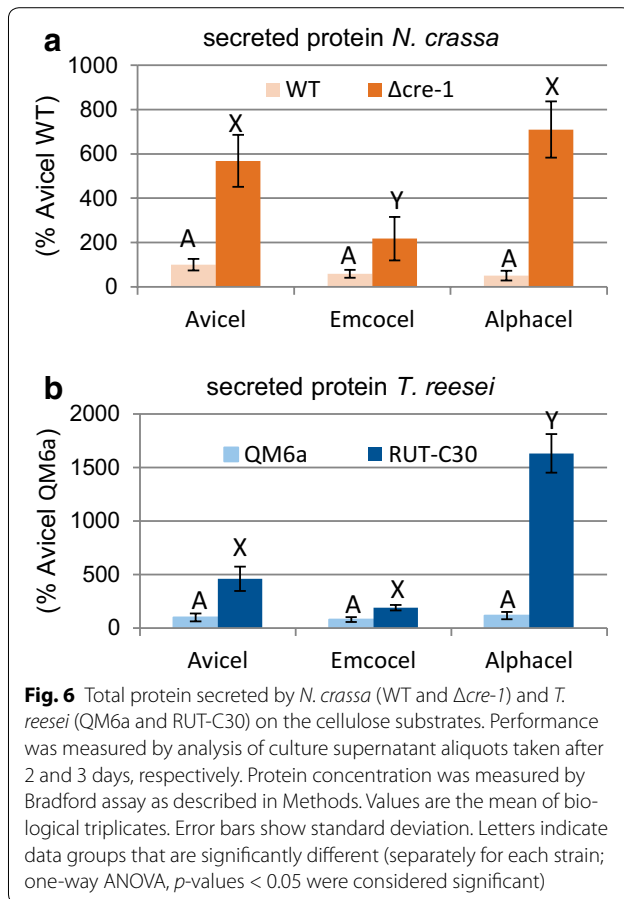 a
secreted protein N. crassa
(% Avicel WT)
1000
800
600
400
200
0
WT
Δcre-1
A
X
A
Y
A
X
Avicel
Emcocel
Alphacel
b
secreted protein T. reesei
(% Avicel QM6a)
2000
1500
1000
500
0
QM6a
RUT-C30
A
X
A
X
A
Y
Avicel
Emcocel
Alphacel
Fig. 6 Total protein secreted by N. crassa (WT and Δcre-1) and T.
reesei (QM6a and RUT-C30) on the cellulose substrates. Performance
was measured by analysis of culture supernatant aliquots taken after
2 and 3 days, respectively. Protein concentration was measured by
Bradford assay as described in Methods. Values are the mean of bio-
logical triplicates. Error bars show standard deviation. Letters indicate
data groups that are significantly different (separately for each strain;
one-way ANOVA, p-values < 0.05 were considered significant)